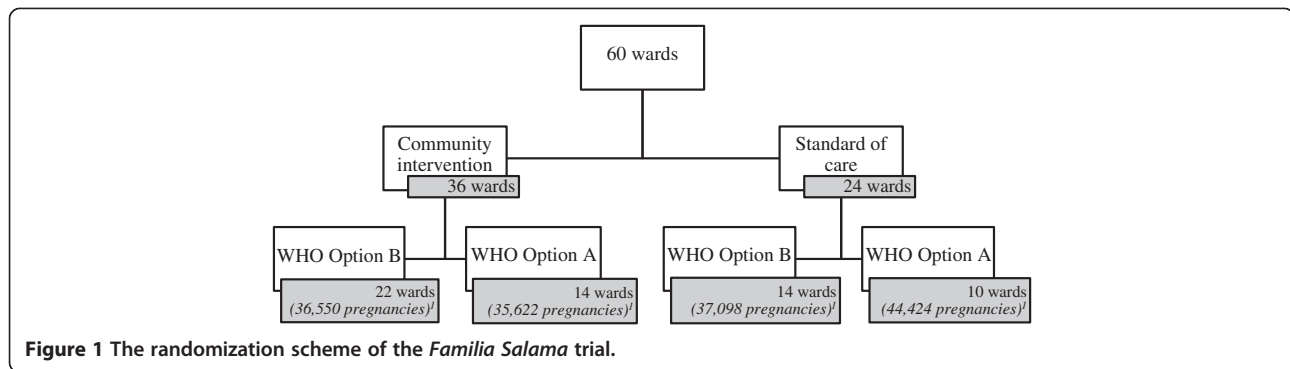 60 wards
Community
intervention
36 wards
Standard of
care
24 wards
WHO Option B
22 wards
(36,550 pregnancies)1
WHO Option A
14 wards
(35,622 pregnancies)1
WHO Option B
14 wards
(37,098 pregnancies)1
WHO Option A
10 wards
(44,424 pregnancies)1
Figure 1 The randomization scheme of the Familia Salama trial.